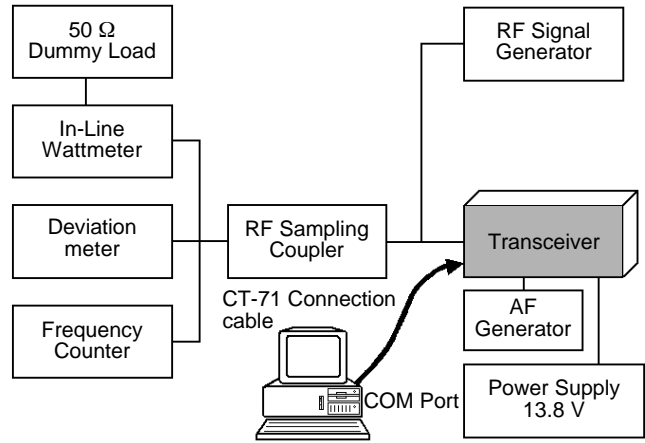 50 Ω
Dummy Load
RF Signal
Generator
In-Line
Wattmeter
Deviation
meter
RF Sampling
Coupler
Transceiver
CT-71 Connection
cable
AF
Generator
Frequency
Counter
COM Port
Power Supply
13.8 V